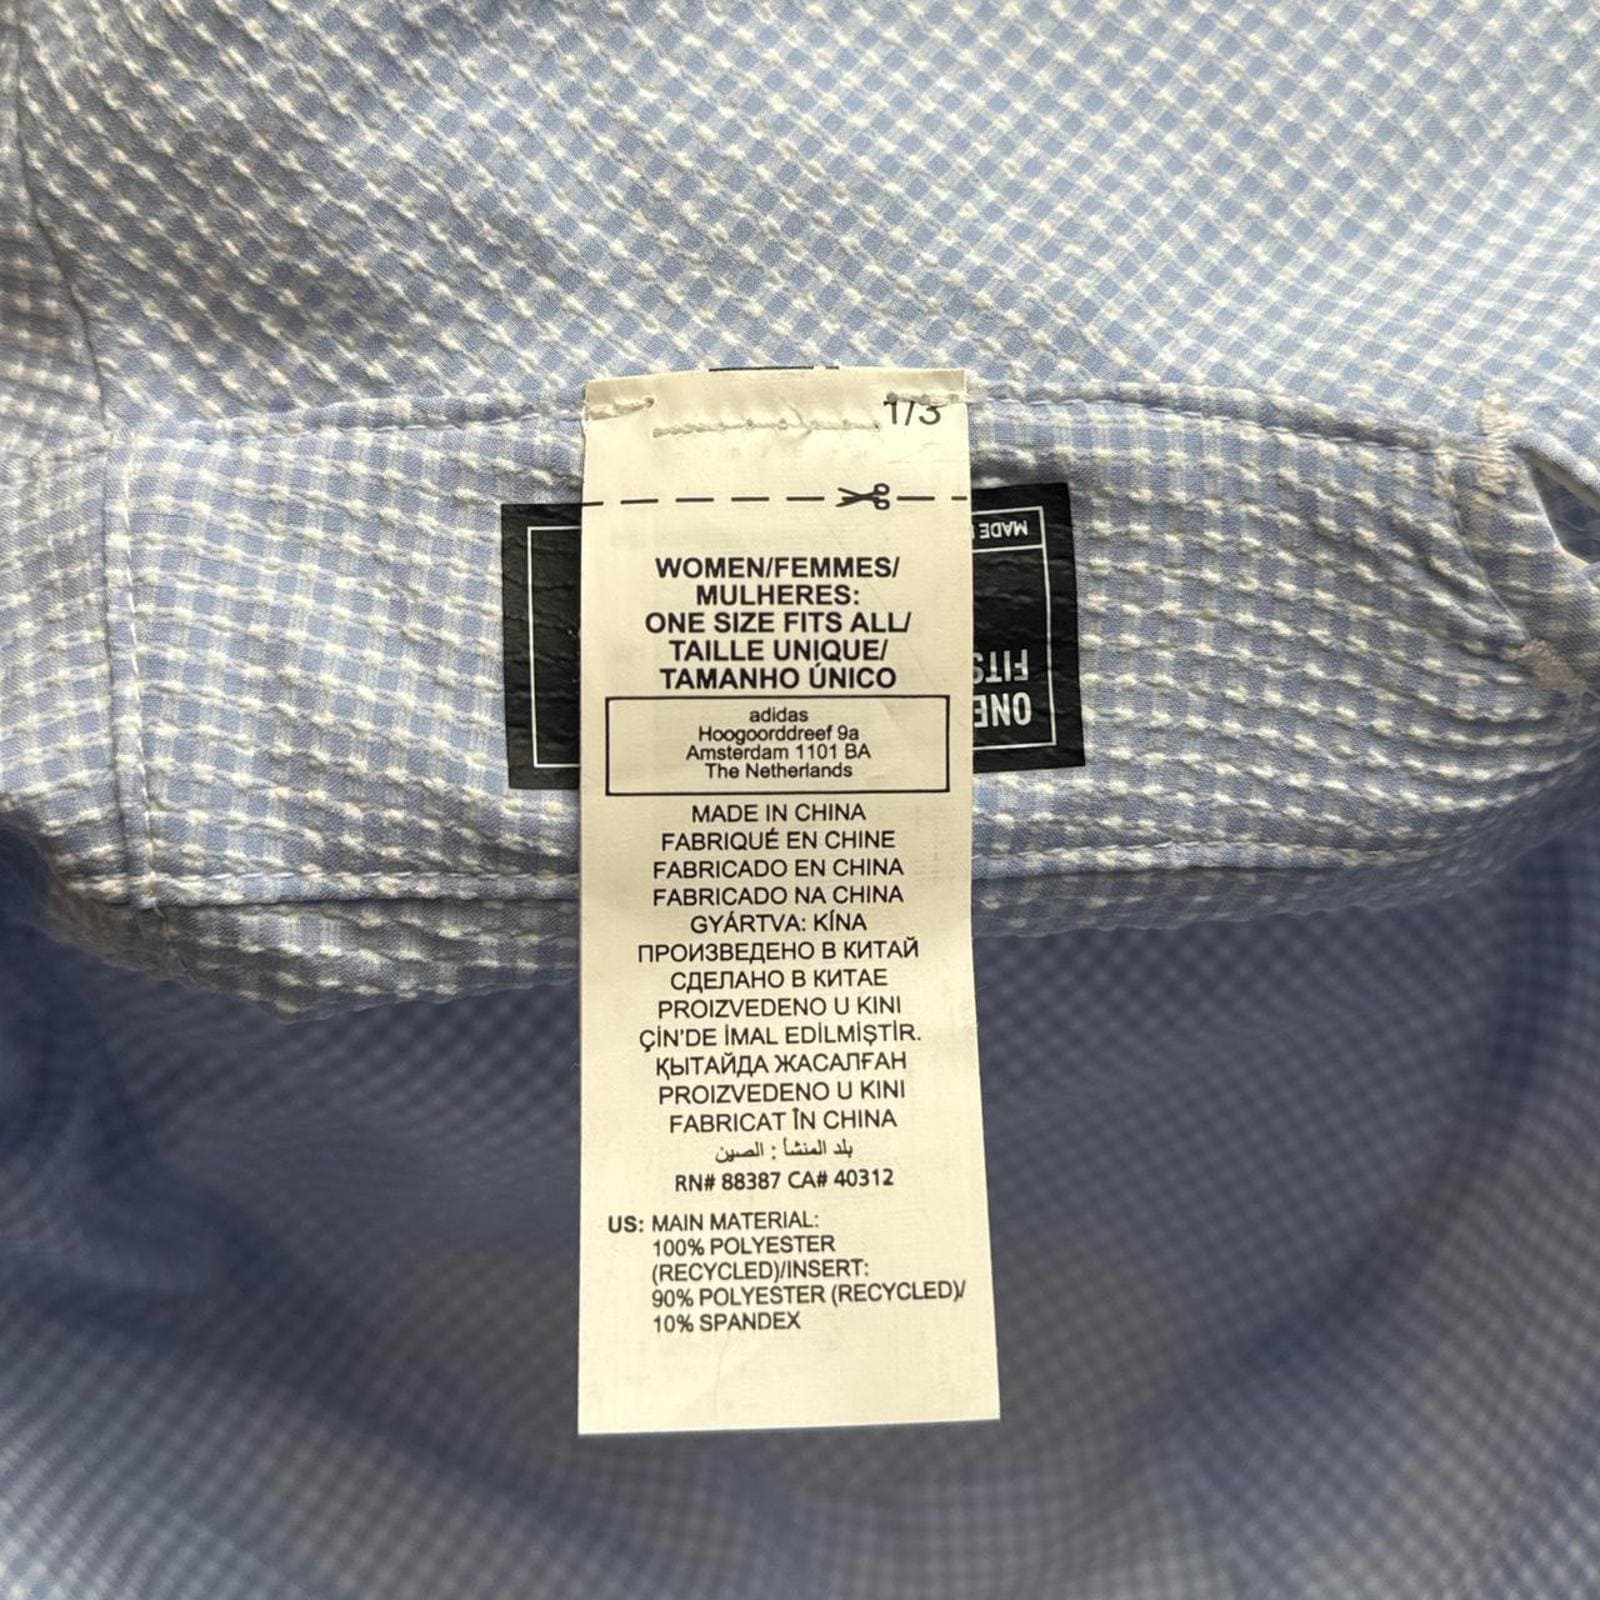 1/3
WOMEN/FEMMES/
MULHERES:
ONE SIZE FITS ALL/
TAILLE UNIQUE/
TAMANHO ÚNICO
adidas
Hoogoorddreef 9a
Amsterdam 1101 BA
The Netherlands
MADE IN CHINA
FABRIQUÉ EN CHINE
FABRICADO EN CHINA
FABRICADO NA CHINA
GYÁRTVA: KÍNA
ПРОИЗВЕДЕНО В КИТАЙ
СДЕЛАНО В КИТАЕ
PROIZVEDENO U KINI
ÇİN'DE İMAL EDİLMİŞTİR.
ҚЫТАЙДА ЖАСАЛҒАН
PROIZVEDENO U KINI
FABRICAT ÎN CHINA
بلد المنشأ : الصين
RN# 88387 CA# 40312
US: MAIN MATERIAL:
100% POLYESTER
(RECYCLED)/INSERT:
90% POLYESTER (RECYCLED)/
10% SPANDEX
ONE
FITS
MADE